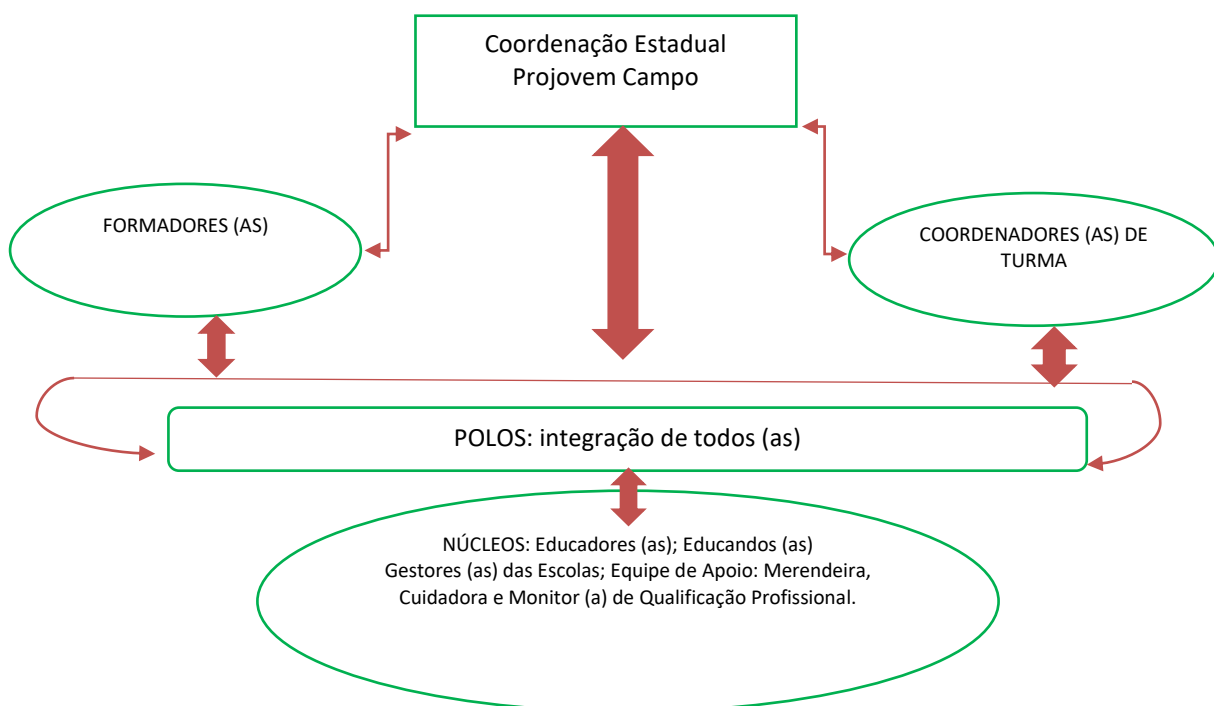 Coordenação Estadual
Projovem Campo
FORMADORES (AS)
COORDENADORES (AS) DE
TURMA
POLOS: integração de todos (as)
NÚCLEOS: Educadores (as); Educandos (as)
Gestores (as) das Escolas; Equipe de Apoio: Merendeira,
Cuidadora e Monitor (a) de Qualificação Profissional.